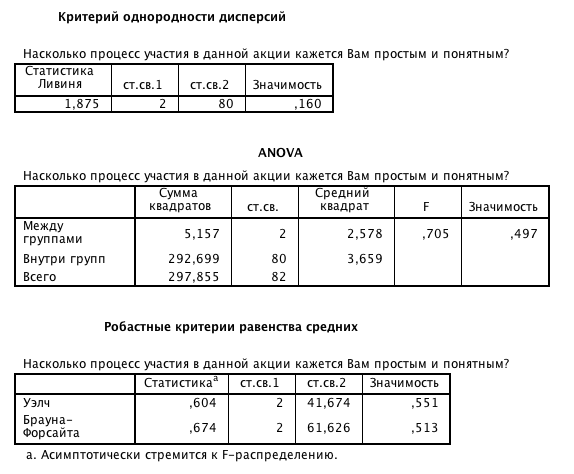 Критерий однородности дисперсий
Насколько процесс участия в данной акции кажется Вам простым и понятным?
Статистика Ливиня ст.св.1 ст.св.2 Значимость
1,875 2 80 ,160
ANOVA
Насколько процесс участия в данной акции кажется Вам простым и понятным?
Сумма квадратов ст.св. Средний квадрат F Значимость
Между группами 5,157 2 2,578 ,705 ,497
Внутри групп 292,699 80 3,659
Всего 297,855 82
Робастные критерии равенства средних
Насколько процесс участия в данной акции кажется Вам простым и понятным?
Статистикаa ст.св.1 ст.св.2 Значимость
Уэлч ,604 2 41,674 ,551
Брауна-Форсайта ,674 2 61,626 ,513
a. Асимптотически стремится к F-распределению.